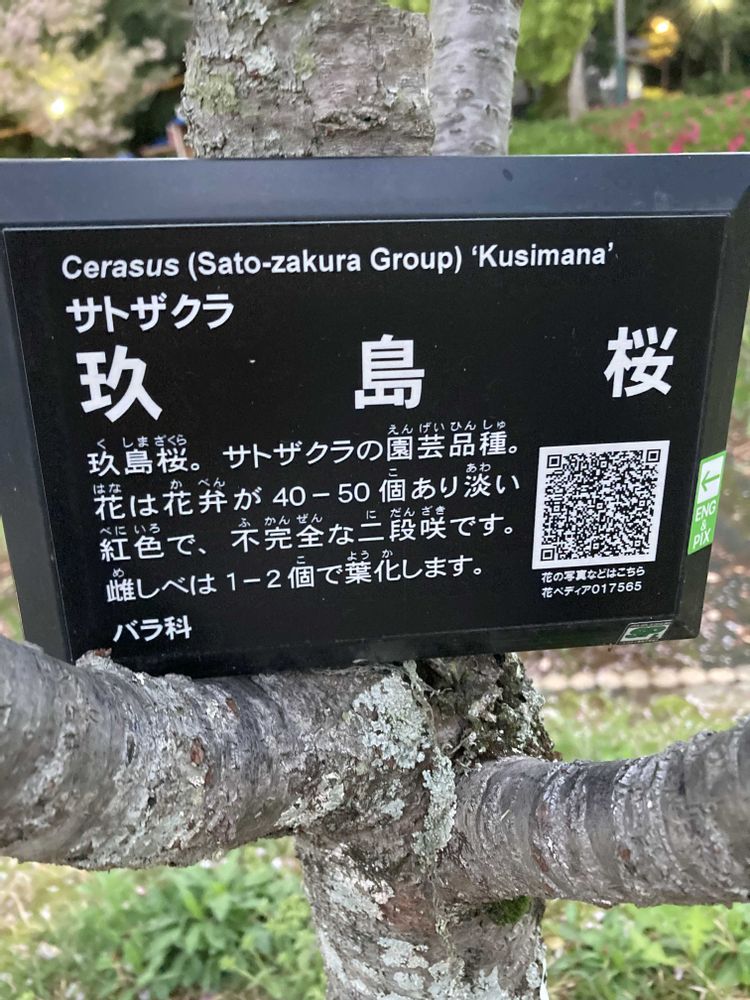 Cerasus (Sato-zakura Group) ‘Kusimana’
サトザクラ
玖島桜
玖島桜。サトザクラの園芸品種。
花は花弁が40-50個あり淡い
紅色で、不完全な二段咲です。
雌しべは1-2個で葉化します。
バラ科
花の写真などはこちら
花ペディア017565
ENG
&
PIX